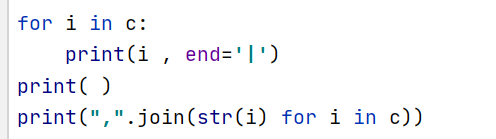 for i in c:
    print(i , end='|')
print( )
print(",".join(str(i) for i in c))